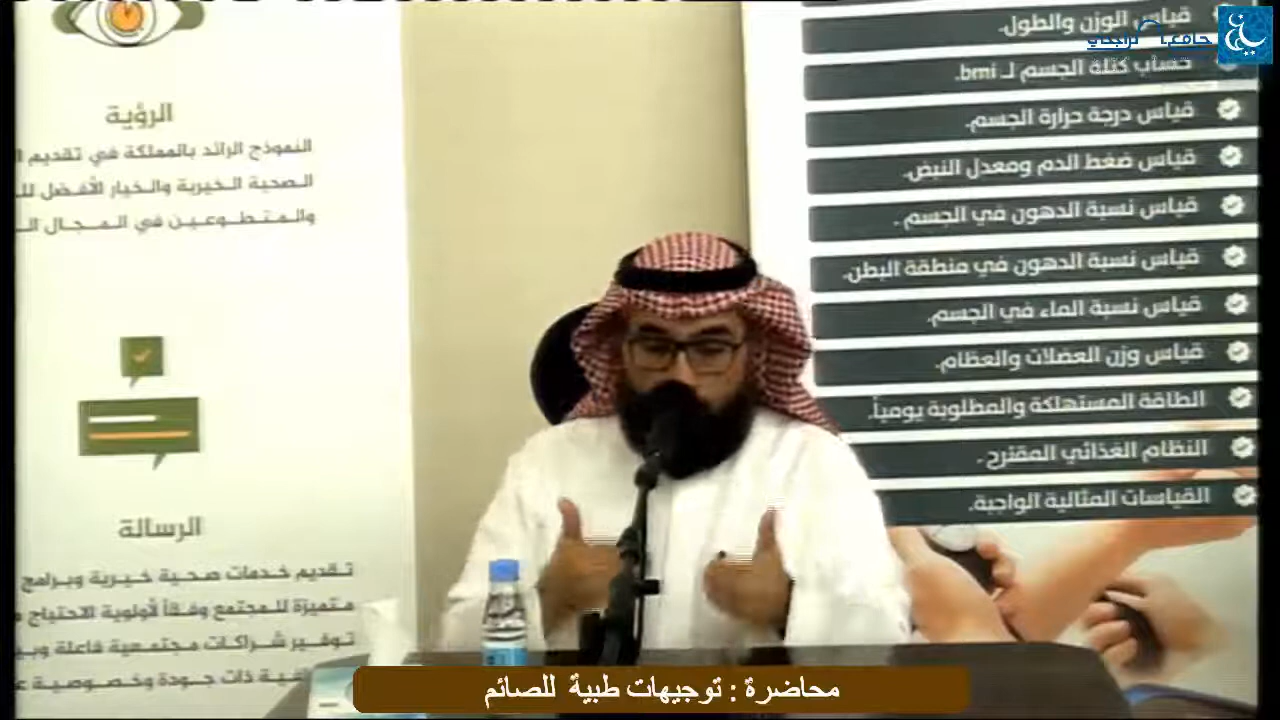 جامع الراجحي
قياس الوزن والطول.
حساب كتلة الجسم لـ bmi.
قياس درجة حرارة الجسم.
قياس ضغط الدم ومعدل النبض.
قياس نسبة الدهون في الجسم .
قياس نسبة الدهون في منطقة البطن.
قياس نسبة الماء في الجسم.
قياس وزن العضلات والعظام.
الطاقة المستهلكة والمطلوبة يومياً.
النظام الغذائي المقترح .
القياسات المثالية الواجبة.
الرؤية
النموذج الرائد بالمملكة في تقديم
الصحية الخيرية والخيار الأفضل
والمتطوعين في المجال
الرسالة
تقديم خدمات صحية خيرية وبرامج
متميزة للمجتمع وفقاً لأولوية الاحتياج
توفير شراكات مجتمعية فاعلة
ذات جودة وخصوصية
محاضرة : توجيهات طبية للصائم